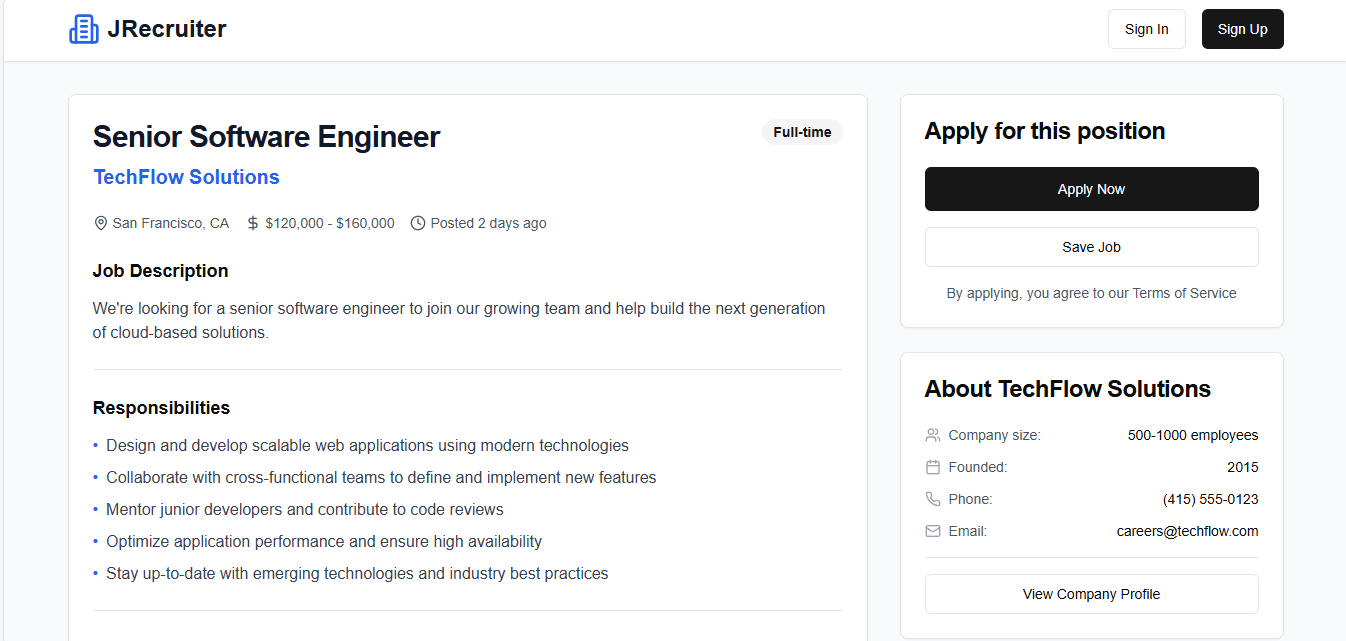 JRecruiter
Sign In
Sign Up
Senior Software Engineer
Full-time
TechFlow Solutions
San Francisco, CA
$120,000 - $160,000
Posted 2 days ago
Job Description
We're looking for a senior software engineer to join our growing team and help build the next generation
of cloud-based solutions.
Responsibilities
• Design and develop scalable web applications using modern technologies
• Collaborate with cross-functional teams to define and implement new features
• Mentor junior developers and contribute to code reviews
• Optimize application performance and ensure high availability
• Stay up-to-date with emerging technologies and industry best practices
Apply for this position
Apply Now
Save Job
By applying, you agree to our Terms of Service
About TechFlow Solutions
Company size: 500-1000 employees
Founded: 2015
Phone: (415) 555-0123
Email: careers@techflow.com
View Company Profile